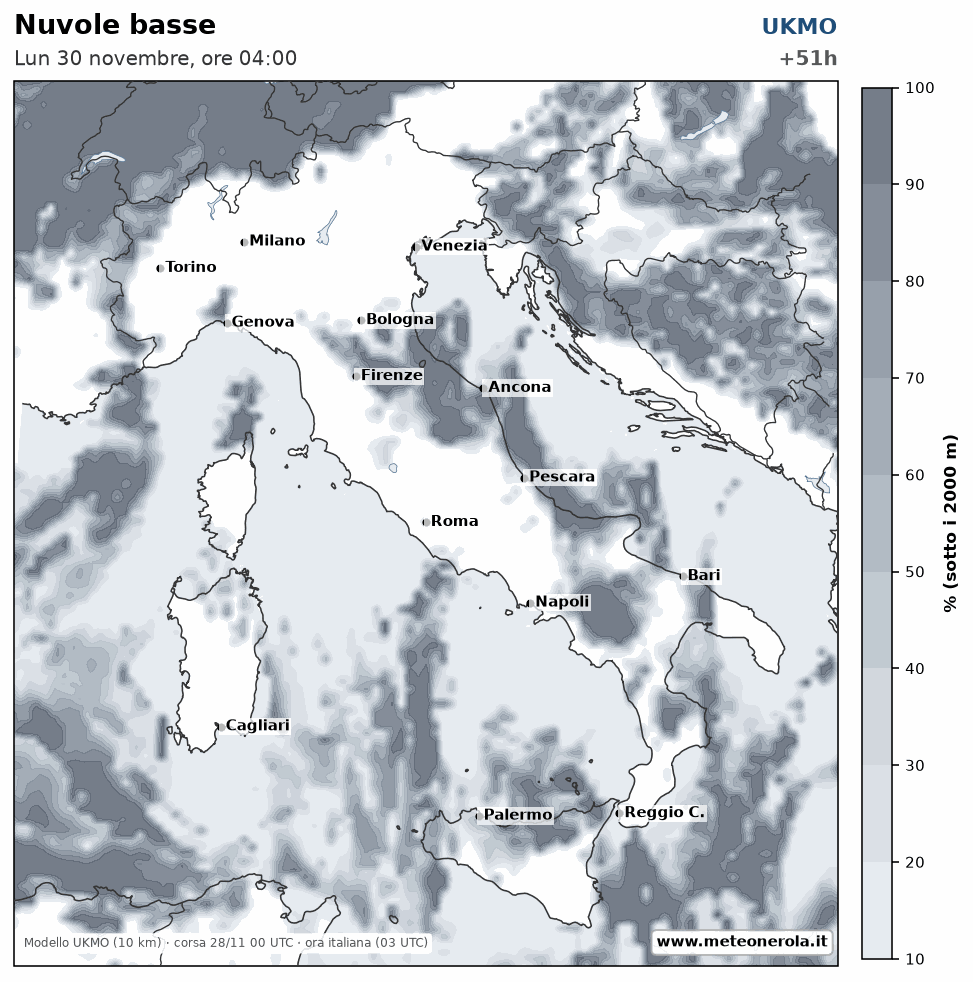 Nuvole basse
UKMO
Lun 30 novembre, ore 04:00
+51h
Milano
Venezia
Torino
Genova
Bologna
Firenze
Ancona
Pescara
Roma
Bari
Napoli
Cagliari
Palermo
Reggio C.
Modello UKMO (10 km) · corsa 28/11 00 UTC · ora italiana (03 UTC)
www.meteonerola.it
100
90
80
70
60
50
40
30
20
10
% (sotto i 2000 m)